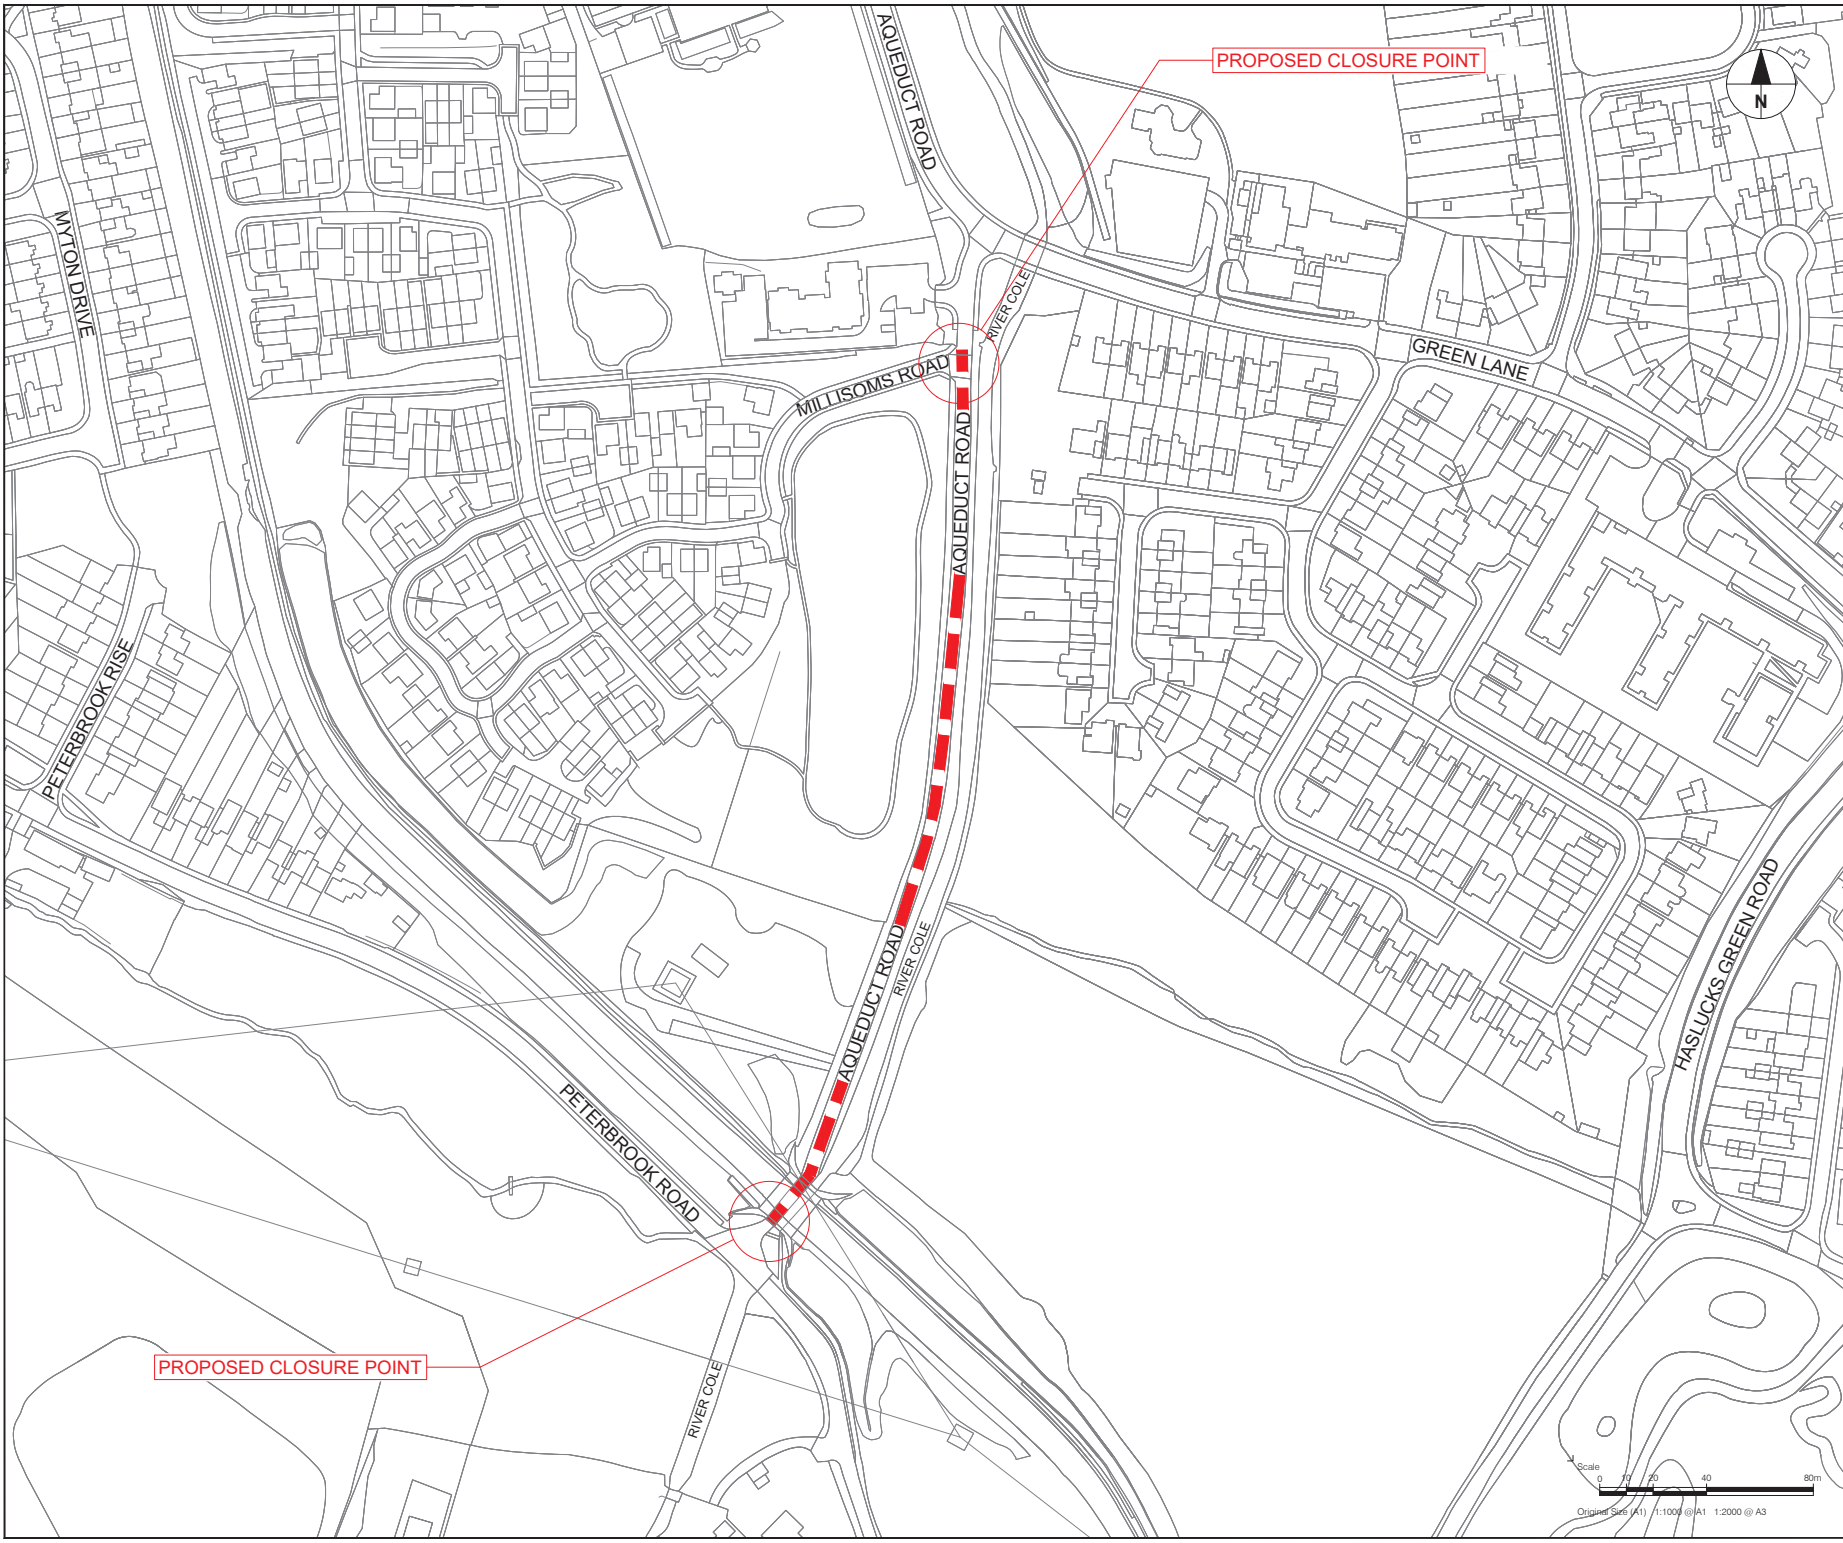 AQUEDUCT ROAD
PROPOSED CLOSURE POINT
N
MYTON DRIVE
RIVER COLE
GREEN LANE
MILLISOMS ROAD
AQUEDUCT ROAD
PETERBROOK RISE
HASLUCKS GREEN ROAD
AQUEDUCT ROAD
RIVER COLE
PETERBROOK ROAD
PROPOSED CLOSURE POINT
RIVER COLE
Scale
0 10 20 40 80m
Original Size (A1) 1:1000 @ A1 1:2000 @ A3